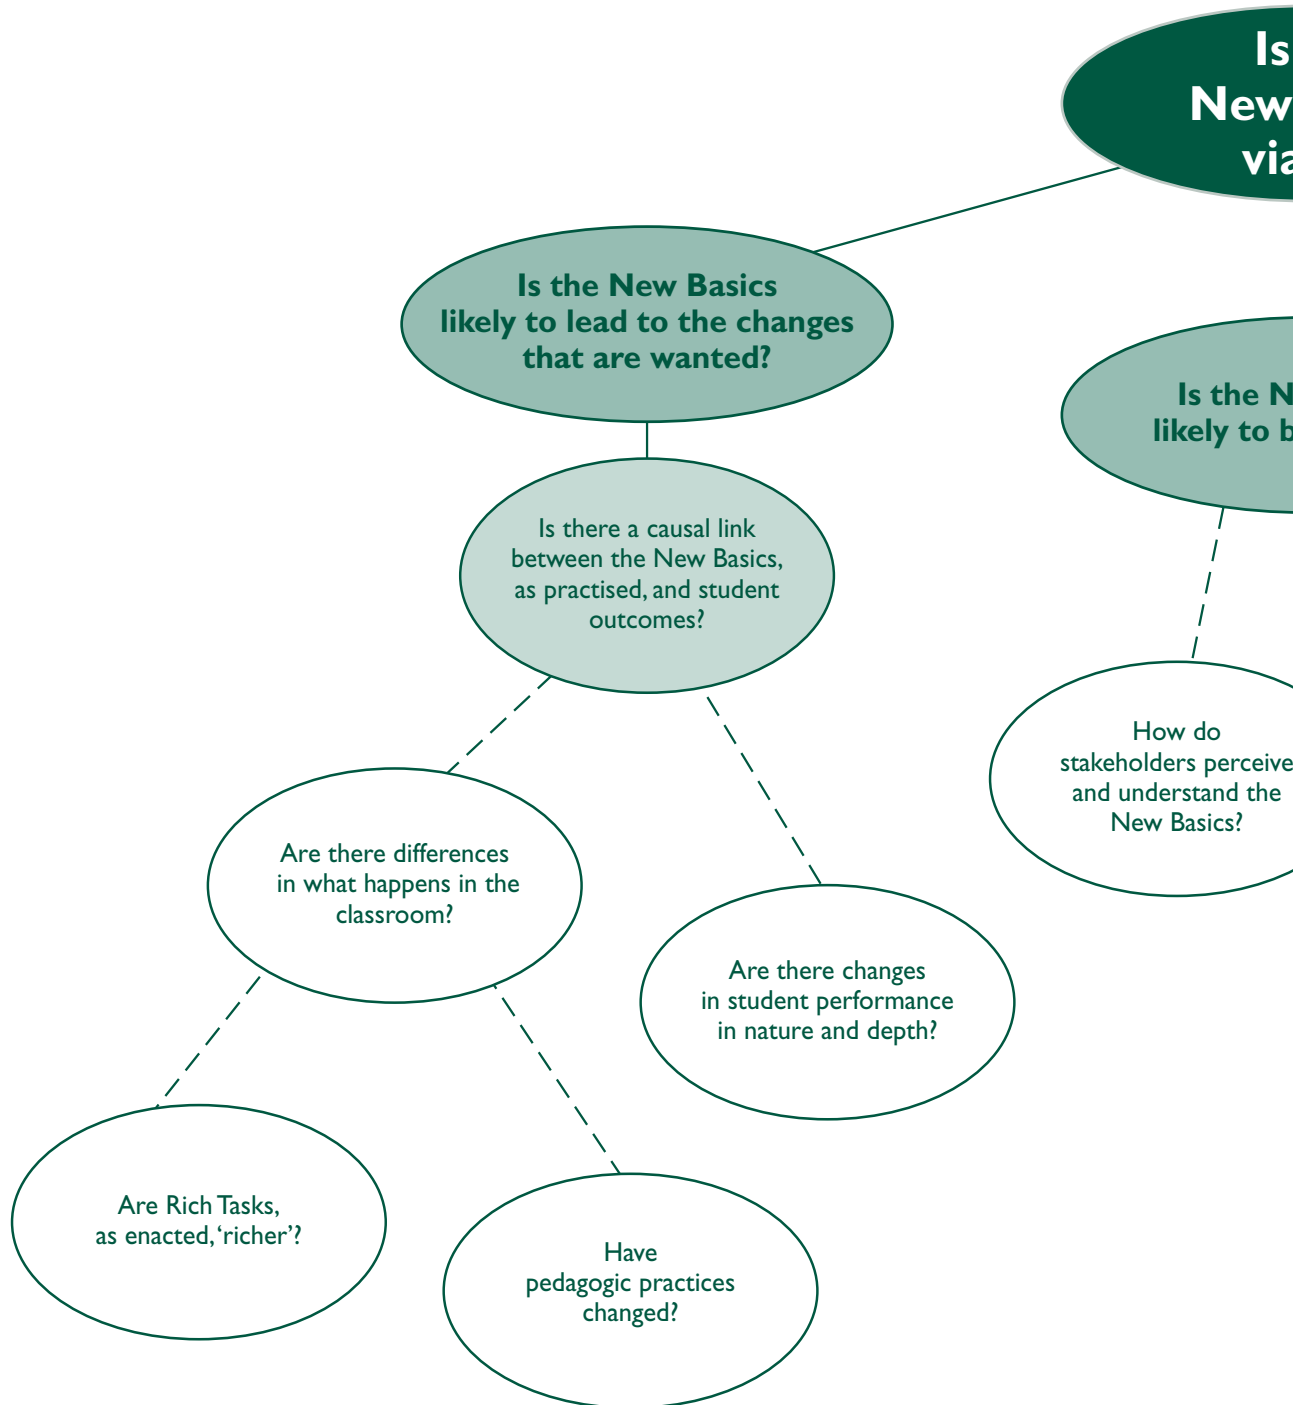 Is
New
Is the New Basics
likely to lead to the changes
that are wanted?
Is the
likely to
Is there a causal link
between the New Basics,
as practised, and student
outcomes?
How do
stakeholders perceive
and understand the
New Basics?
Are there differences
in what happens in the
classroom?
Are there changes
in student performance
in nature and depth?
Are Rich Tasks,
as enacted, ‘richer’?
Have
pedagogic practices
changed?